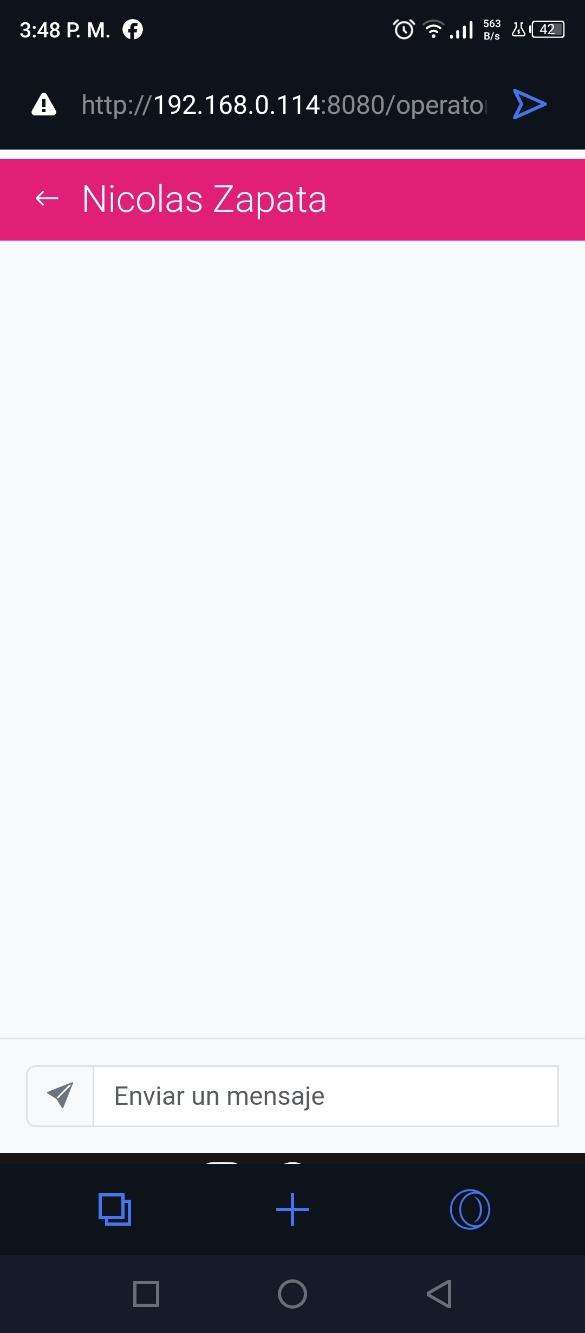 3:48 P. M.
563
B/s
42
http://192.168.0.114:8080/operato
Nicolas Zapata
Enviar un mensaje